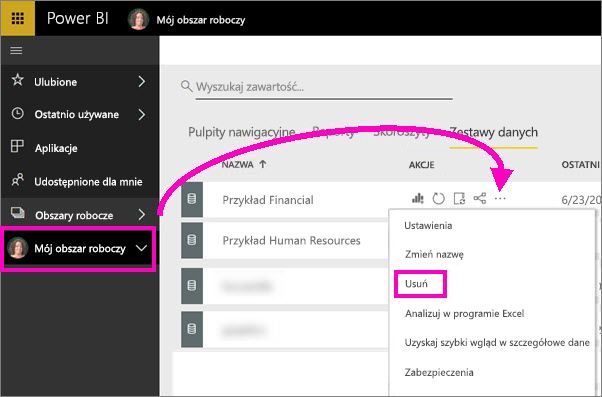 Power BI
Mój obszar roboczy
Ulubione
Ostatnio używane
Aplikacje
Udostępnione dla mnie
Obszary robocze
Mój obszar roboczy
Wyszukaj zawartość...
Pulpity nawigacyjne Raporty Skoroszyty Zestawy danych
NAZWA AKCJE OSTATNI
Przykład Financial 6/23/20
Przykład Human Resources
Ustawienia
Zmień nazwę
Usuń
Analizuj w programie Excel
Uzyskaj szybki wgląd w szczegółowe dane
Zabezpieczenia